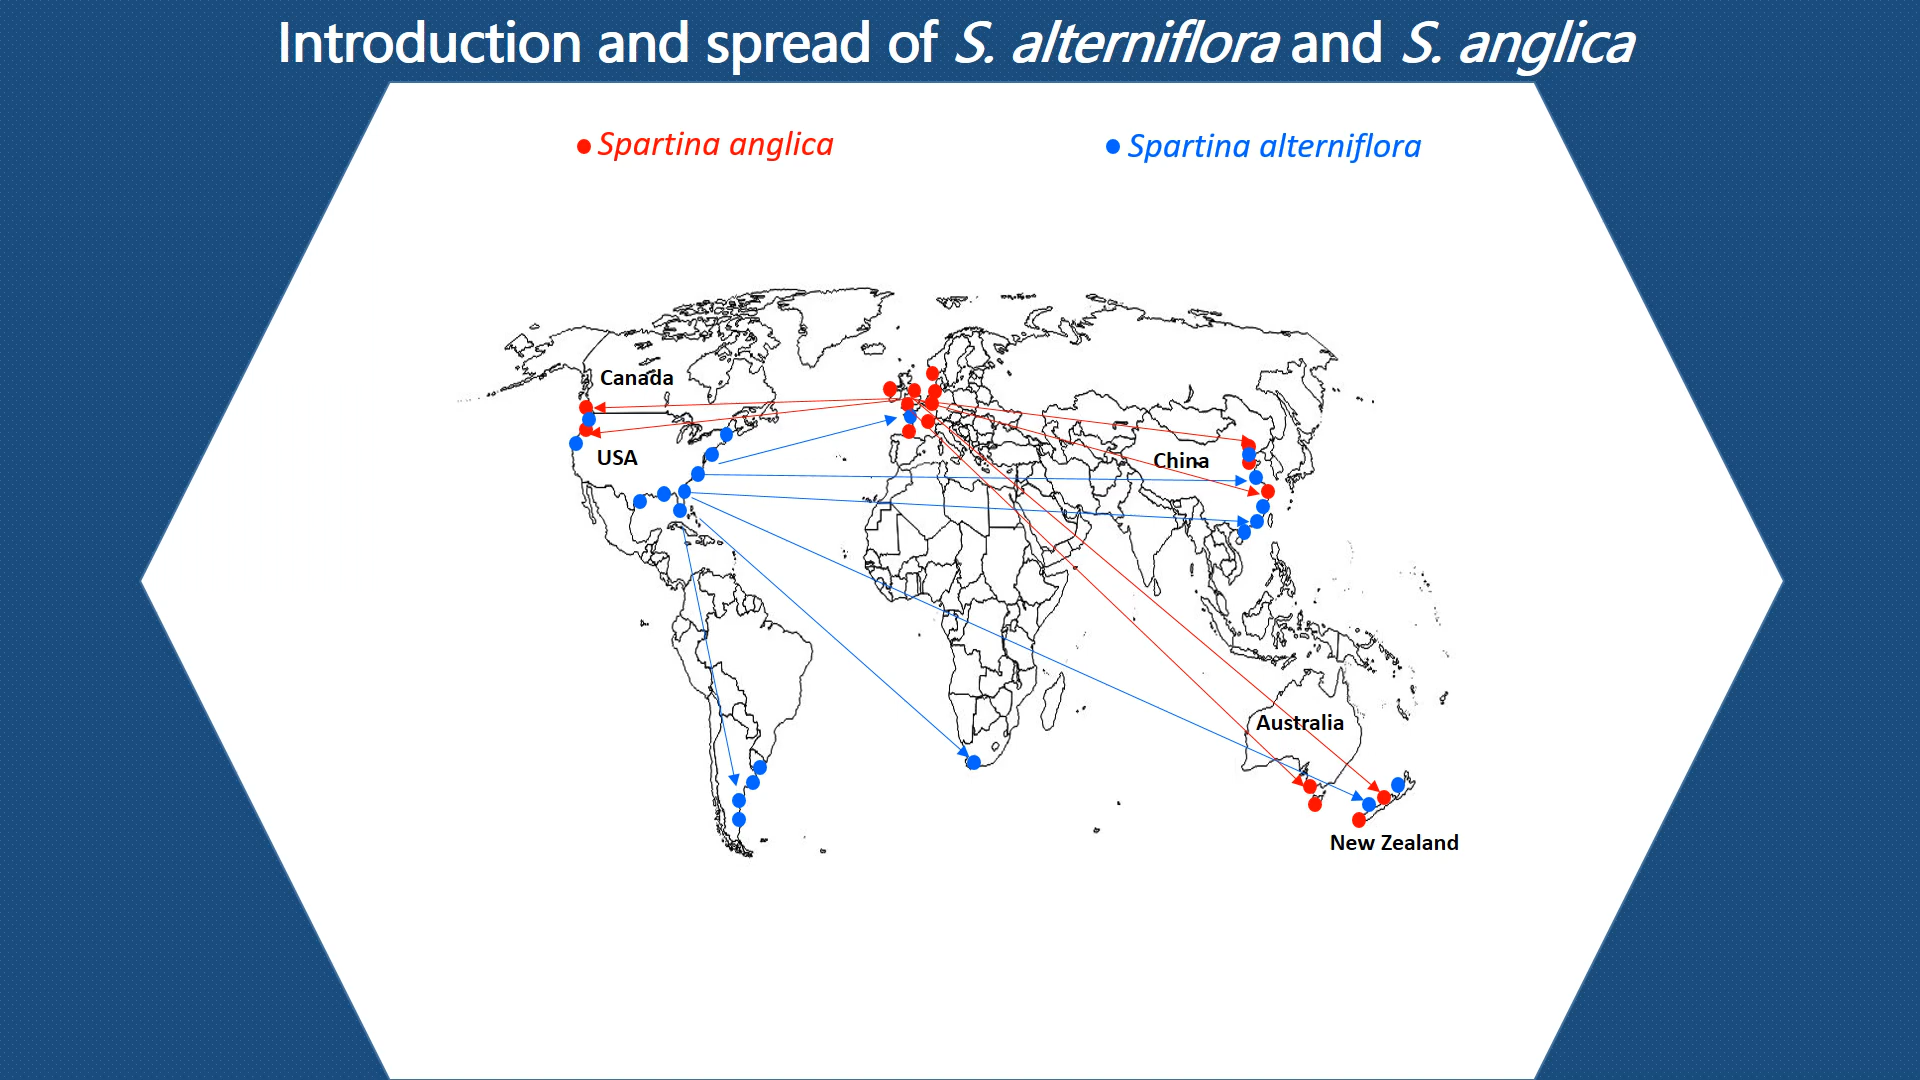 Introduction and spread of S. alterniflora and S. anglica
Spartina anglica
Spartina alterniflora
Canada
USA
China
Australia
New Zealand